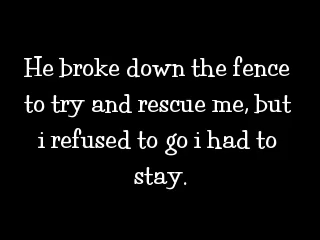 He broke down the fence
to try and rescue me, but
i refused to go i had to
stay.